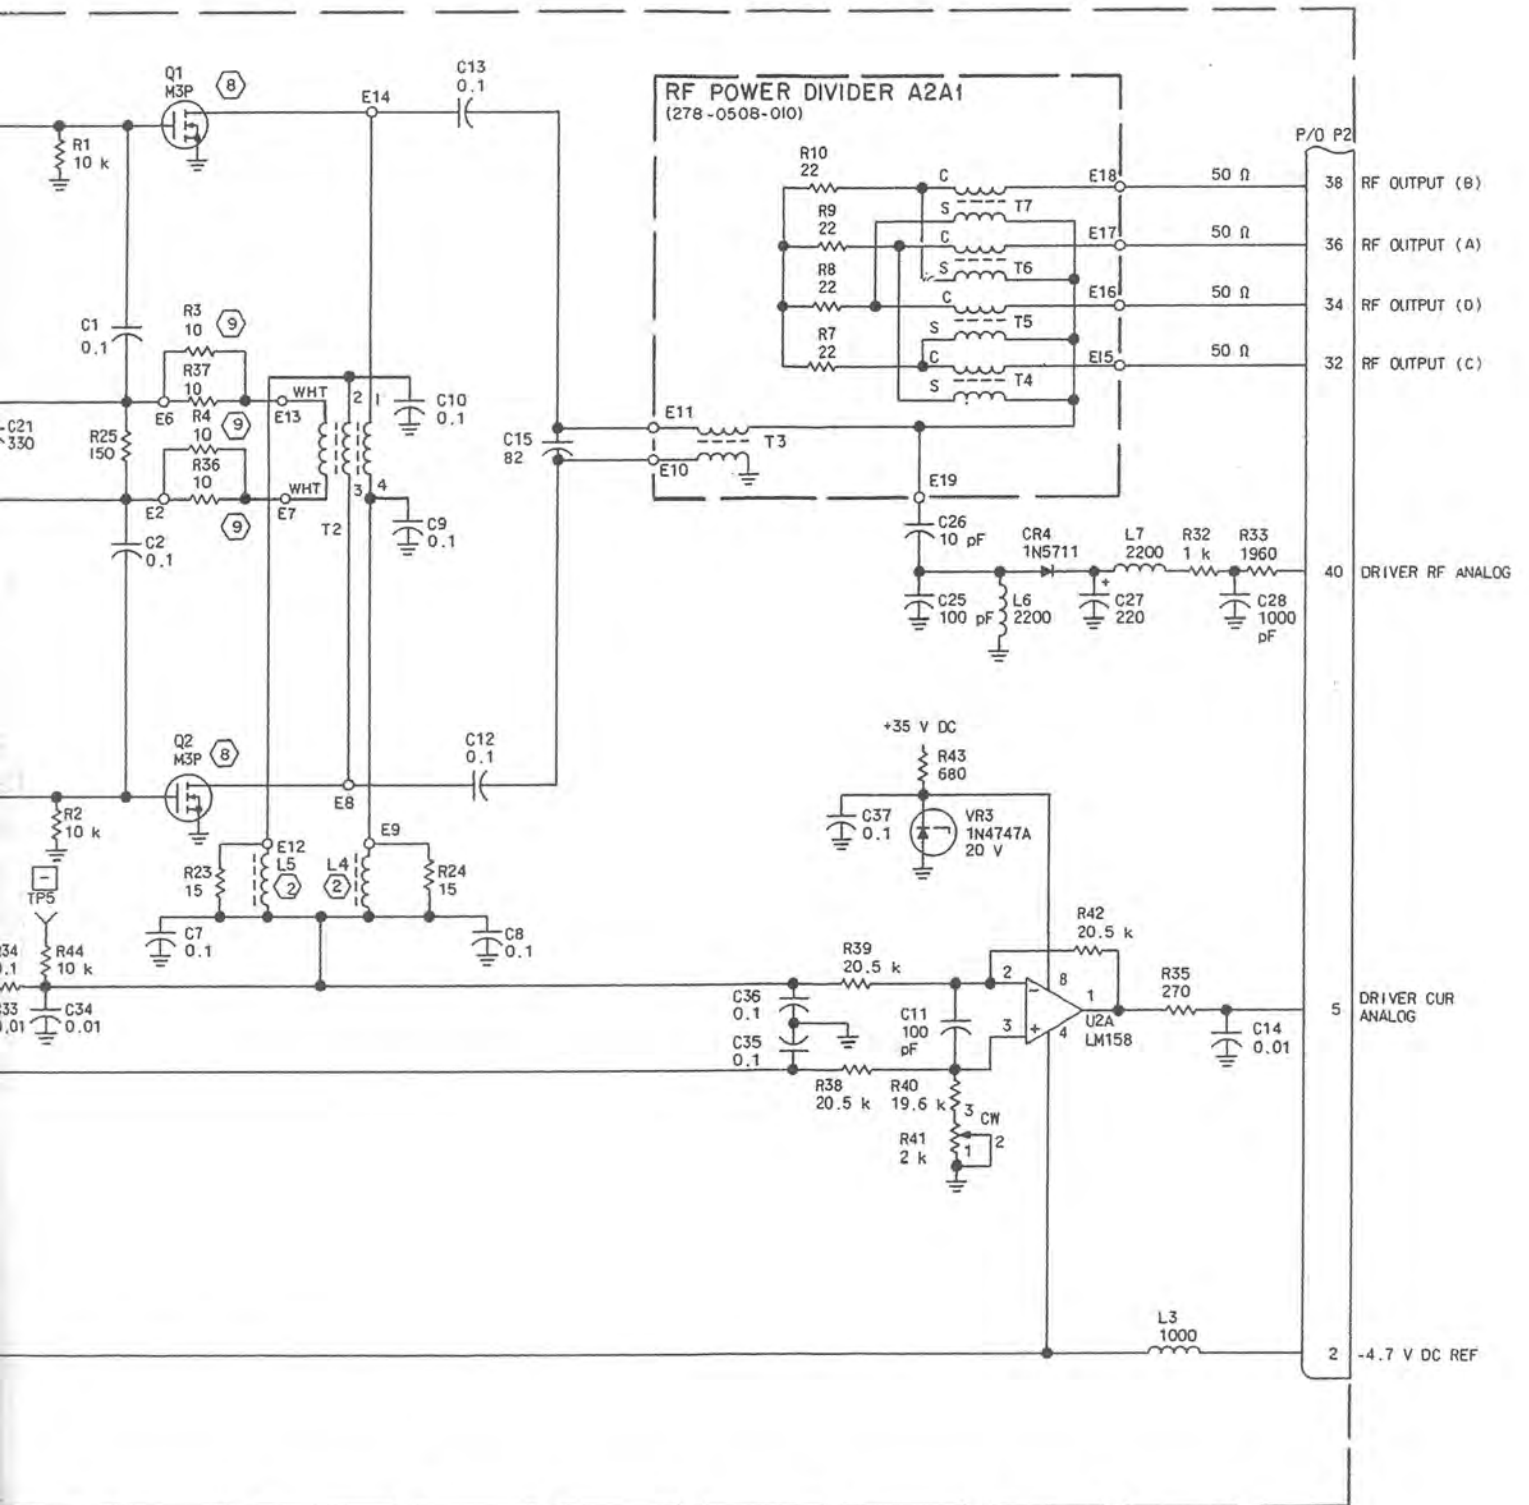 Q1
M3P
8
E14
C13
0.1
R1
10 k
RF POWER DIVIDER A2A1
(278-0508-010)
P/O P2
R10
22
C
E18
50 Ω
38
RF OUTPUT (B)
S
T7
R9
22
C
E17
50 Ω
36
RF OUTPUT (A)
S
T6
R8
22
C
E16
50 Ω
34
RF OUTPUT (D)
S
T5
R7
22
C
E15
50 Ω
32
RF OUTPUT (C)
S
T4
C1
0.1
R3
10
9
R37
10
WHT
E6
E13
2
1
C10
0.1
R4
10
9
C21
330
R25
150
R36
10
WHT
E2
E7
9
3
4
T2
C9
0.1
C2
0.1
C15
82
E11
T3
E10
E19
C26
10 pF
CR4
1N5711
L7
2200
R32
1 k
R33
1960
40
DRIVER RF ANALOG
C25
100 pF
L6
2200
+
C27
220
C28
1000
pF
Q2
M3P
8
E8
C12
0.1
R2
10 k
+35 V DC
R43
680
C37
0.1
VR3
1N4747A
20 V
-
TP5
E12
E9
R23
15
L5
2
L4
2
R24
15
C7
0.1
C8
0.1
R34
0.1
R44
10 k
C33
0.01
C34
0.01
R39
20.5 k
R42
20.5 k
C36
0.1
C35
0.1
C11
100
pF
2
-
8
1
3
+
4
U2A
LM158
R35
270
5
DRIVER CUR
ANALOG
C14
0.01
R38
20.5 k
R40
19.6 k
3
CW
R41
2 k
2
1
L3
1000
2
-4.7 V DC REF